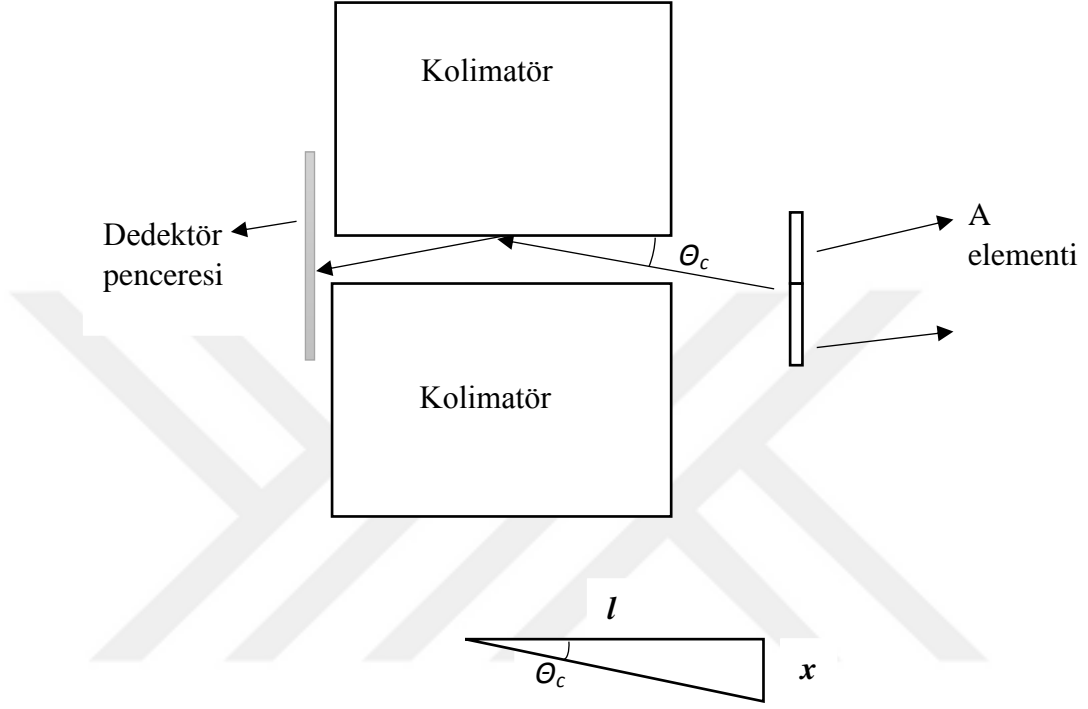 Kolimatör
Dedektör
penceresi
Θc
A
elementi
Kolimatör
l
Θc
x